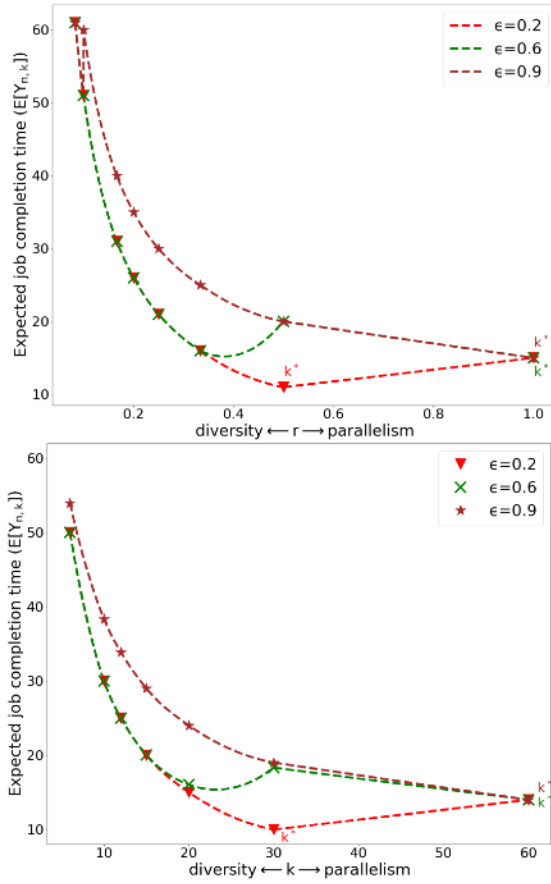 Expected job completion time (E[Yₙ,ₖ])
60
50
40
30
20
10
ϵ=0.2
ϵ=0.6
ϵ=0.9
k*
k*
k*
0.2
0.4
0.6
0.8
1.0
diversity ⟵ r ⟶ parallelism
Expected job completion time (E[Yₙ,ₖ])
60
50
40
30
20
10
ϵ=0.2
ϵ=0.6
ϵ=0.9
k*
k*
k*
10
20
30
40
50
60
diversity ⟵ k ⟶ parallelism